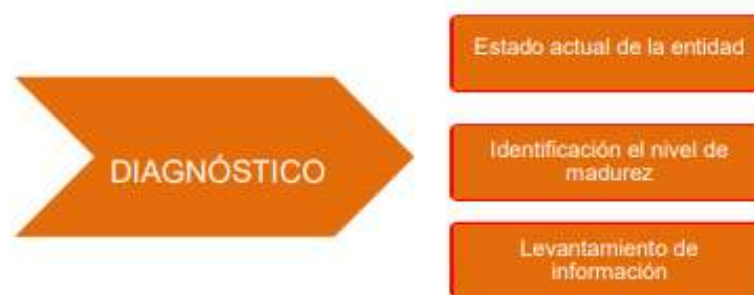 DIAGNÓSTICO
Estado actual de la entidad
Identificación el nivel de
madurez
Levantamiento de
información